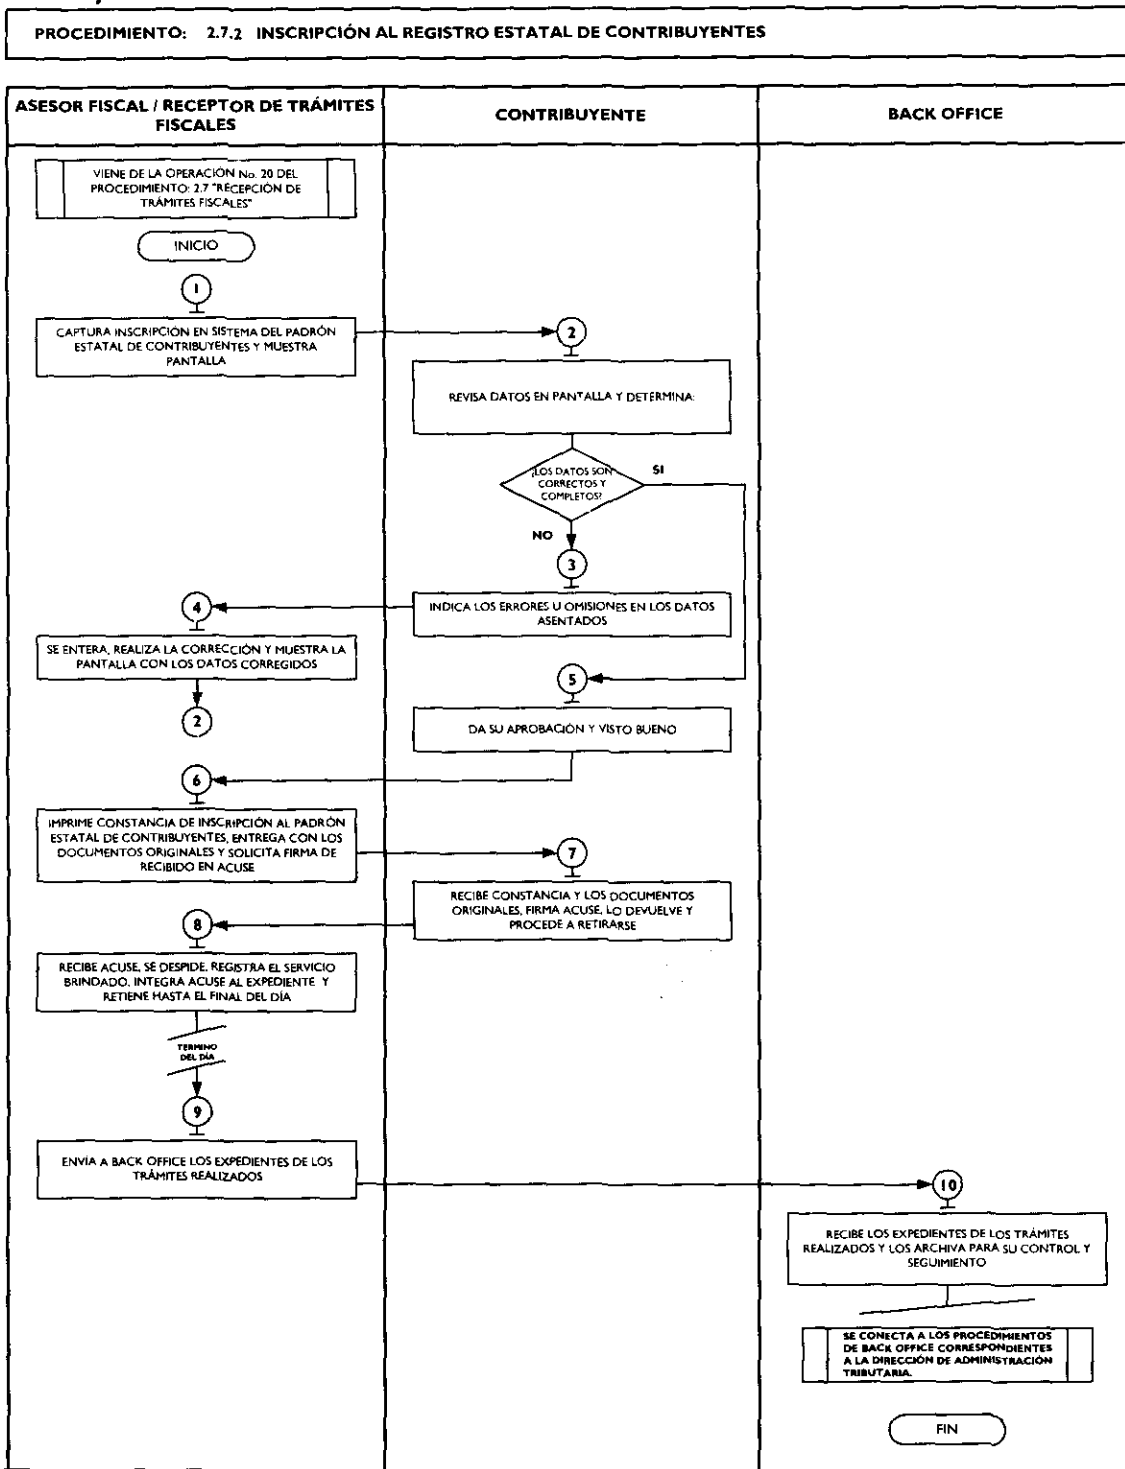 PROCEDIMIENTO: 2.7.2 INSCRIPCIÓN AL REGISTRO ESTATAL DE CONTRIBUYENTES
ASESOR FISCAL / RECEPTOR DE TRÁMITES
FISCALES
CONTRIBUYENTE
BACK OFFICE
VIENE DE LA OPERACIÓN No. 20 DEL
PROCEDIMIENTO: 2.7 "RECEPCIÓN DE
TRÁMITES FISCALES"
INICIO
1
CAPTURA INSCRIPCIÓN EN SISTEMA DEL PADRÓN
ESTATAL DE CONTRIBUYENTES Y MUESTRA
PANTALLA
2
REVISA DATOS EN PANTALLA Y DETERMINA:
¿LOS DATOS SON
CORRECTOS Y
COMPLETOS?
SI
NO
3
INDICA LOS ERRORES U OMISIONES EN LOS DATOS
ASENTADOS
4
SE ENTERA, REALIZA LA CORRECCIÓN Y MUESTRA LA
PANTALLA CON LOS DATOS CORREGIDOS
2
5
DA SU APROBACIÓN Y VISTO BUENO
6
IMPRIME CONSTANCIA DE INSCRIPCIÓN AL PADRÓN
ESTATAL DE CONTRIBUYENTES, ENTREGA CON LOS
DOCUMENTOS ORIGINALES Y SOLICITA FIRMA DE
RECIBIDO EN ACUSE
7
RECIBE CONSTANCIA Y LOS DOCUMENTOS
ORIGINALES, FIRMA ACUSE, LO DEVUELVE Y
PROCEDE A RETIRARSE
8
RECIBE ACUSE, SE DESPIDE, REGISTRA EL SERVICIO
BRINDADO, INTEGRA ACUSE AL EXPEDIENTE Y
RETIENE HASTA EL FINAL DEL DÍA
TERMINO
DEL DÍA
9
ENVÍA A BACK OFFICE LOS EXPEDIENTES DE LOS
TRÁMITES REALIZADOS
10
RECIBE LOS EXPEDIENTES DE LOS TRÁMITES
REALIZADOS Y LOS ARCHIVA PARA SU CONTROL Y
SEGUIMIENTO
SE CONECTA A LOS PROCEDIMIENTOS
DE BACK OFFICE CORRESPONDIENTES
A LA DIRECCIÓN DE ADMINISTRACIÓN
TRIBUTARIA.
FIN